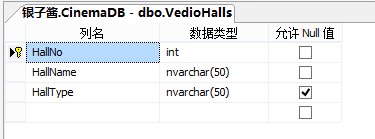 银子酱.CinemaDB - dbo.VedioHalls
列名 数据类型 允许 Null 值
HallNo int
HallName nvarchar(50)
HallType nvarchar(50)